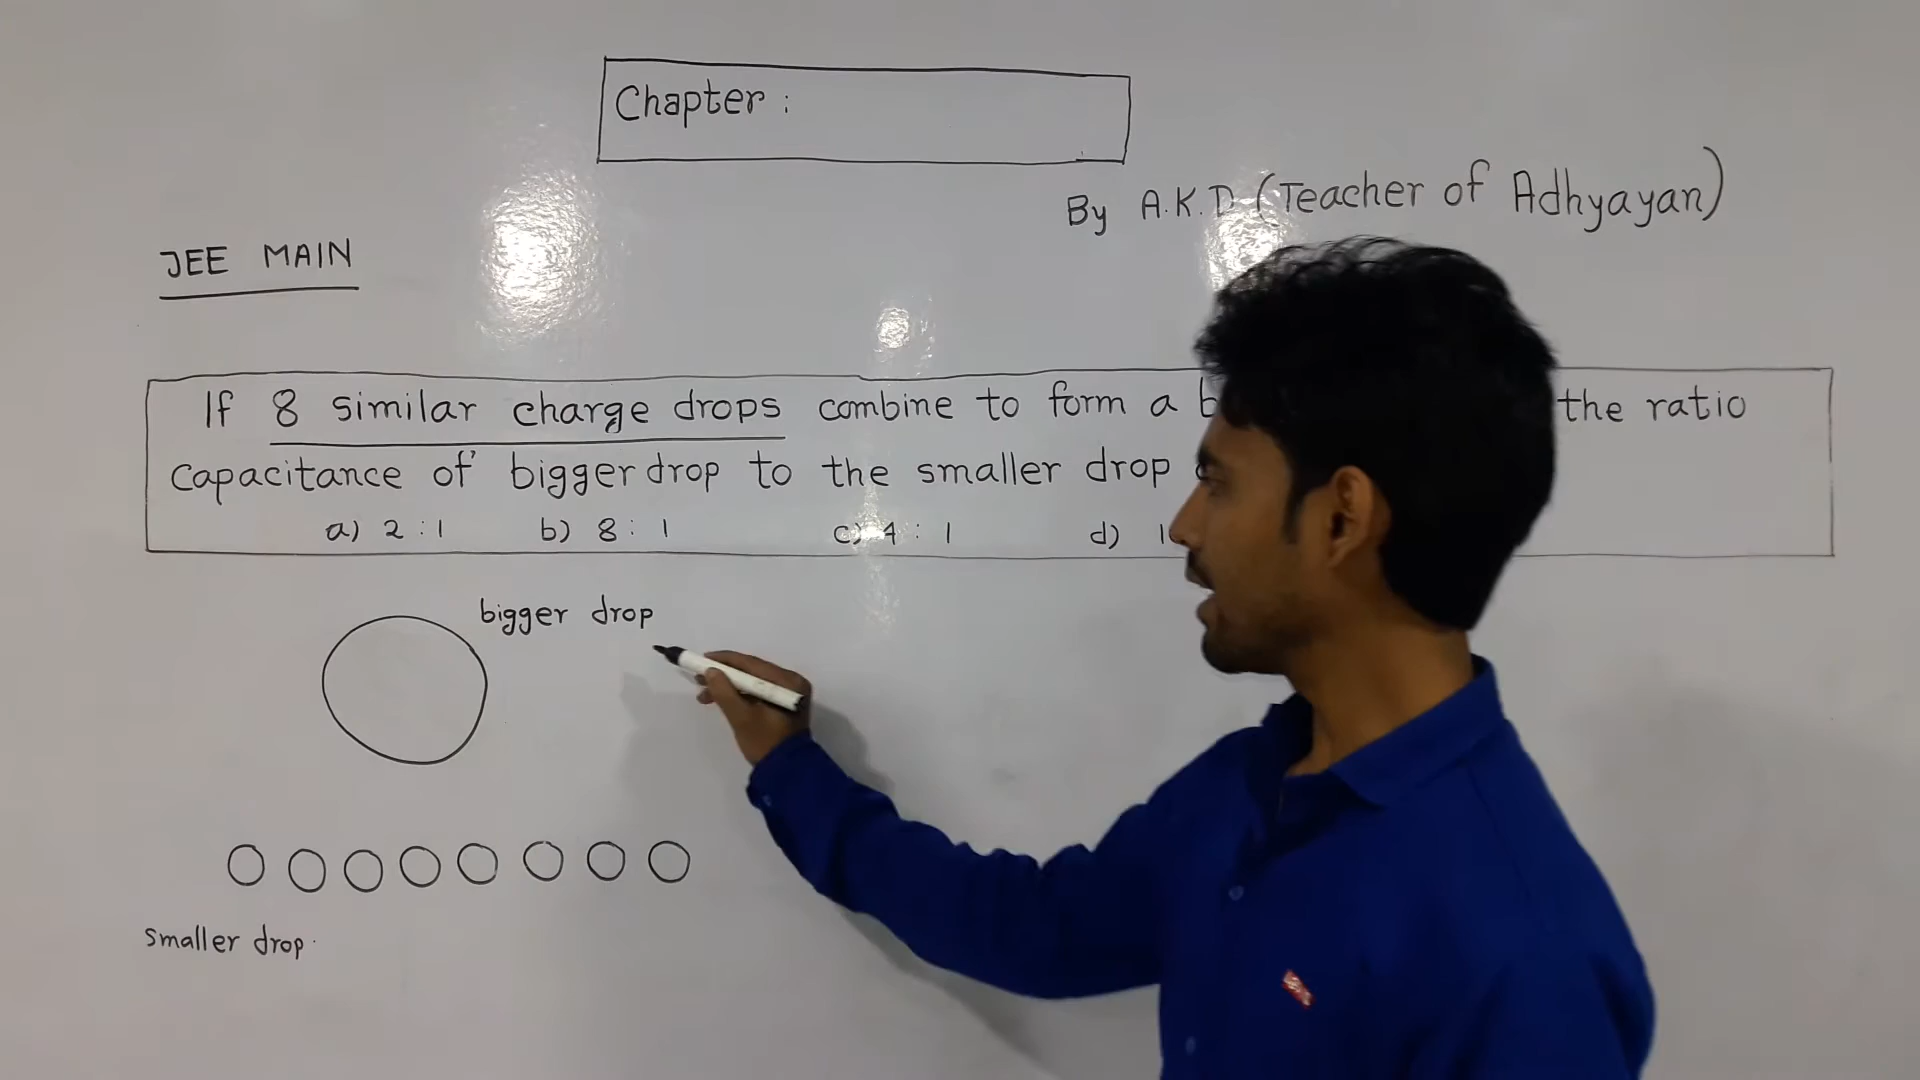 Chapter :
By A.K.D (Teacher of Adhyayan)
JEE MAIN
If 8 similar charge drops combine to form a the ratio
capacitance of bigger drop to the smaller drop
a) 2 : 1 b) 8 : 1 c) 4 : 1 d)
bigger drop
smaller drop.